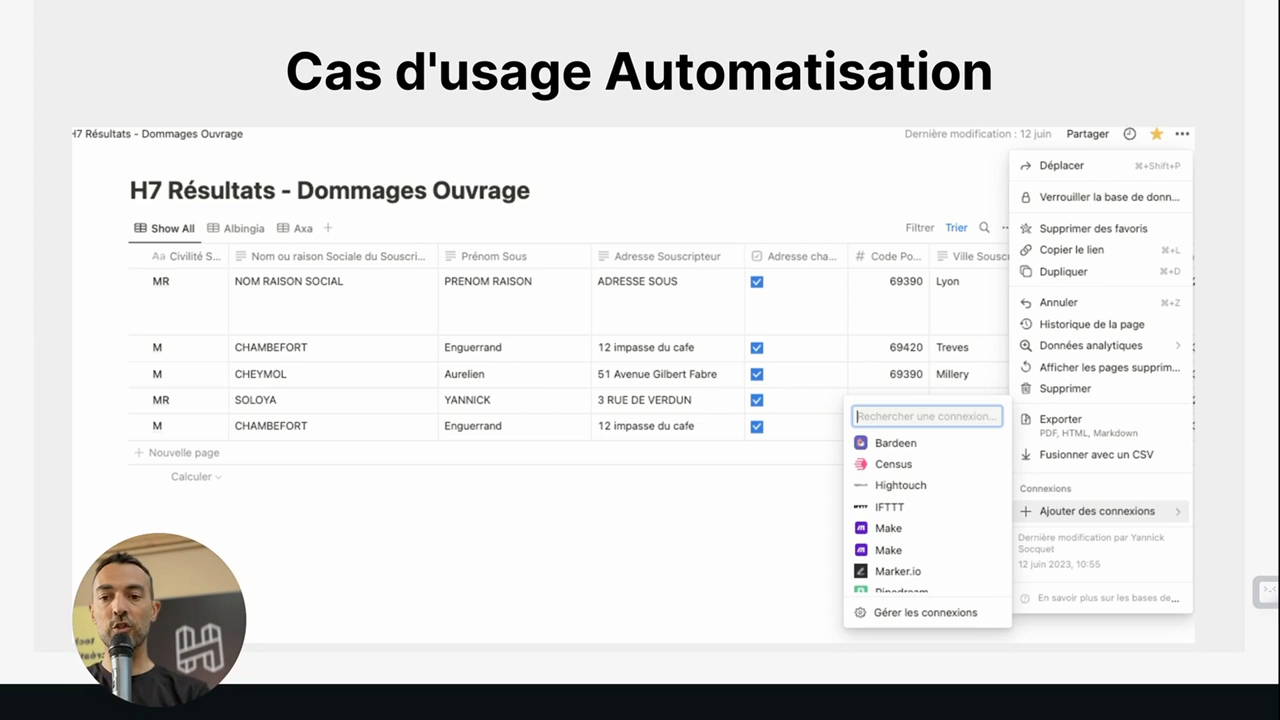 Cas d'usage Automatisation
H7 Résultats - Dommages Ouvrage
Dernière modification : 12 juin
Partager
H7 Résultats - Dommages Ouvrage
Show All
Albingia
Axa
Filtrer
Trier
Aa Civilité S...
Nom ou raison Sociale du Souscri...
Prénom Sous
Adresse Souscripteur
Adresse cha...
# Code Po...
Ville Souscr
MR NOM RAISON SOCIAL PRENOM RAISON ADRESSE SOUS 69390 Lyon
M CHAMBEFORT Enguerrand 12 impasse du cafe 69420 Treves
M CHEYMOL Aurelien 51 Avenue Gilbert Fabre 69390 Millery
MR SOLOYA YANNICK 3 RUE DE VERDUN
M CHAMBEFORT Enguerrand 12 impasse du cafe
+ Nouvelle page
Calculer
Déplacer ⌘+Shift+P
Verrouiller la base de donn...
Supprimer des favoris
Copier le lien ⌘+L
Dupliquer ⌘+D
Annuler ⌘+Z
Historique de la page
Données analytiques
Afficher les pages supprim...
Supprimer
Exporter
PDF, HTML, Markdown
Fusionner avec un CSV
Connexions
Ajouter des connexions
Dernière modification par Yannick
Socquet
12 juin 2023, 10:55
En savoir plus sur les bases de...
Rechercher une connexion...
Bardeen
Census
Hightouch
IFTTT
Make
Make
Marker.io
Pipedream
Gérer les connexions